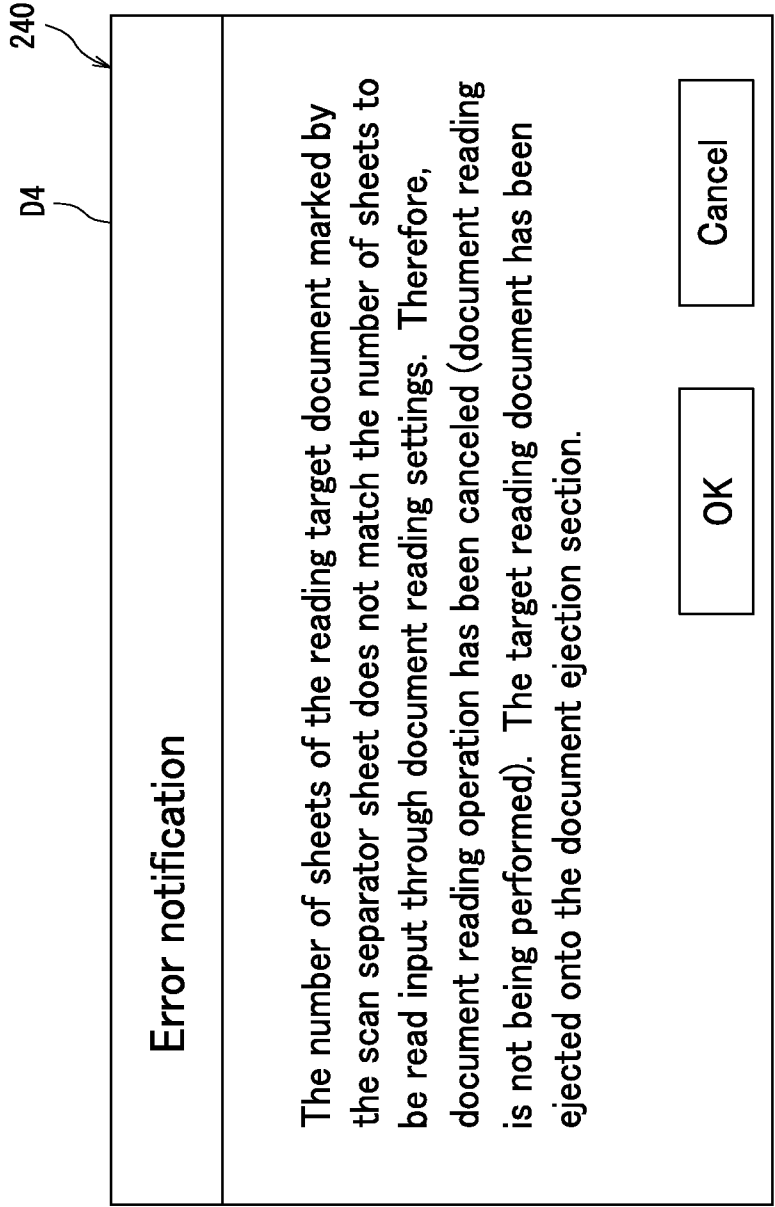 240
D4
Error notification
The number of sheets of the reading target document marked by
the scan separator sheet does not match the number of sheets to
be read input through document reading settings. Therefore,
document reading operation has been canceled (document reading
is not being performed). The target reading document has been
ejected onto the document ejection section.
OK
Cancel